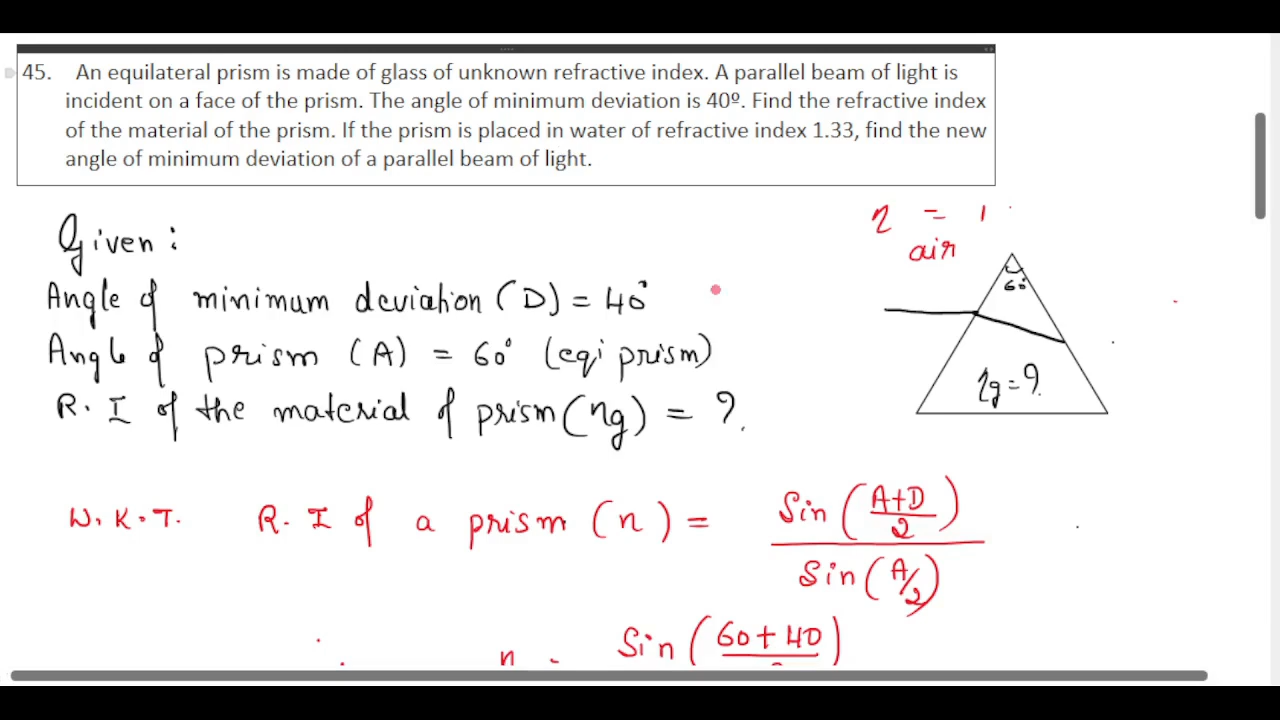 45. An equilateral prism is made of glass of unknown refractive index. A parallel beam of light is
incident on a face of the prism. The angle of minimum deviation is 40º. Find the refractive index
of the material of the prism. If the prism is placed in water of refractive index 1.33, find the new
angle of minimum deviation of a parallel beam of light.
η = 1
air
Given :
60°
Angle of minimum deviation (D) = 40°
Angle of prism (A) = 60° (eqi prism)
ηg = ?
R. I of the material of prism (ng) = ?
W. K. T. R. I of a prism (n) = Sin (A+D/2) / Sin (A/2)
n = Sin (60 + 40